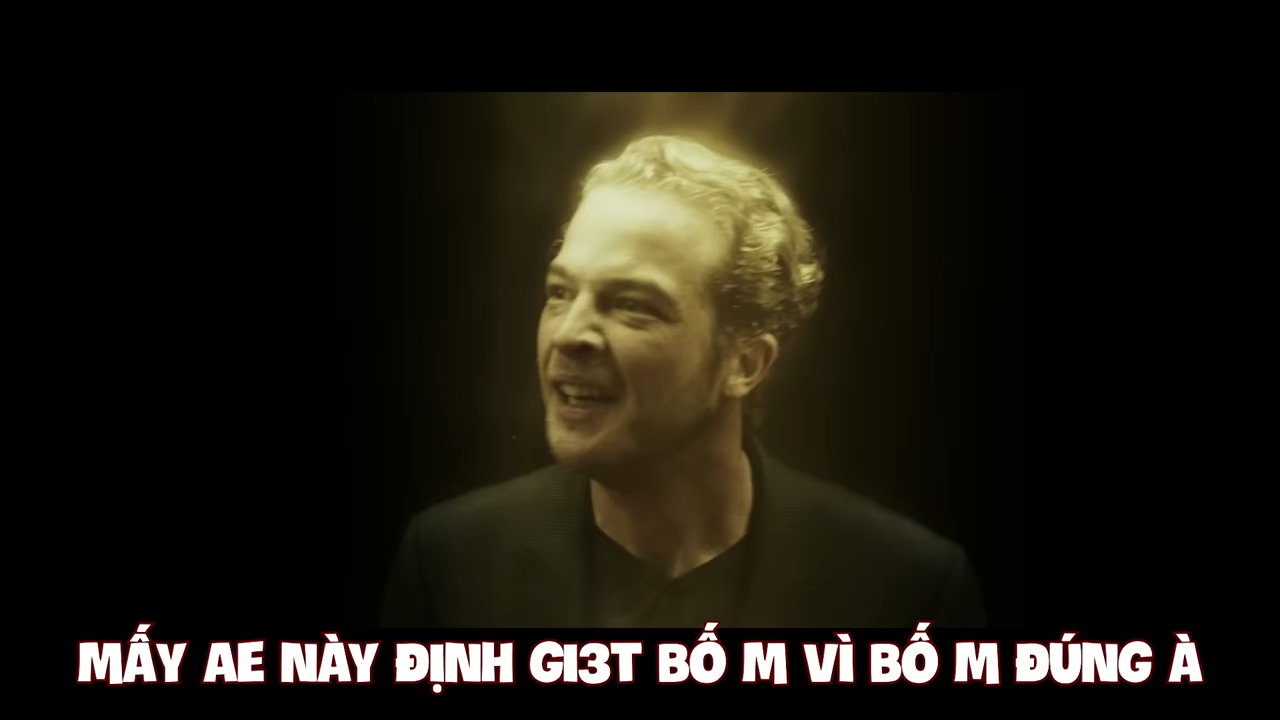 MẤY AE NÀY ĐỊNH GI3T BỐ M VÌ BỐ M ĐÚNG À